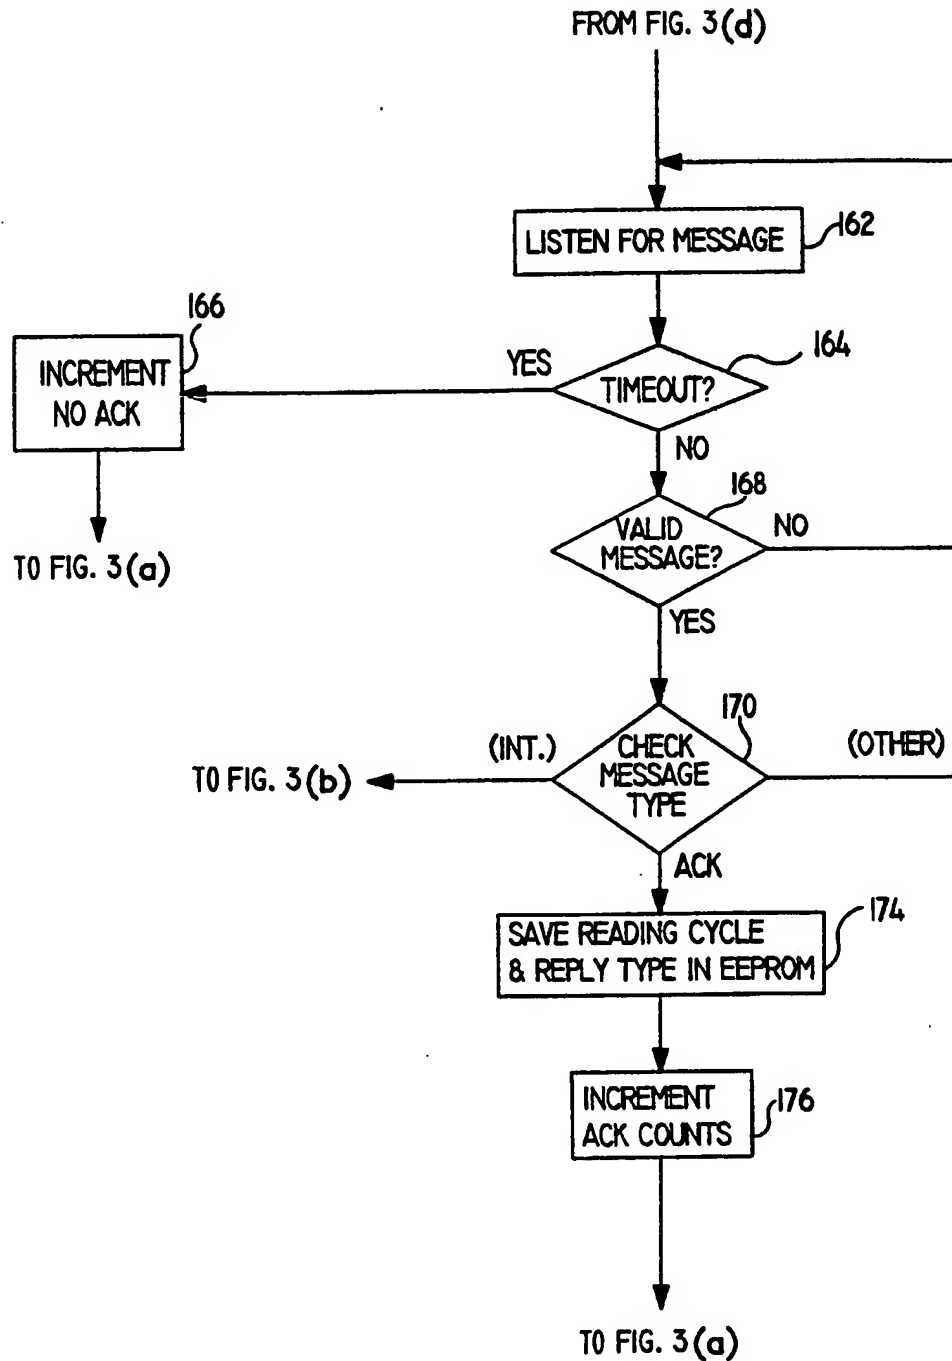 FROM FIG. 3(d)
LISTEN FOR MESSAGE
162
166
INCREMENT
NO ACK
YES
TIMEOUT?
164
NO
TO FIG. 3(a)
168
VALID
MESSAGE?
NO
YES
170
(INT.)
CHECK
MESSAGE
TYPE
(OTHER)
TO FIG. 3(b)
ACK
SAVE READING CYCLE
& REPLY TYPE IN EEPROM
174
INCREMENT
ACK COUNTS
176
TO FIG. 3(a)